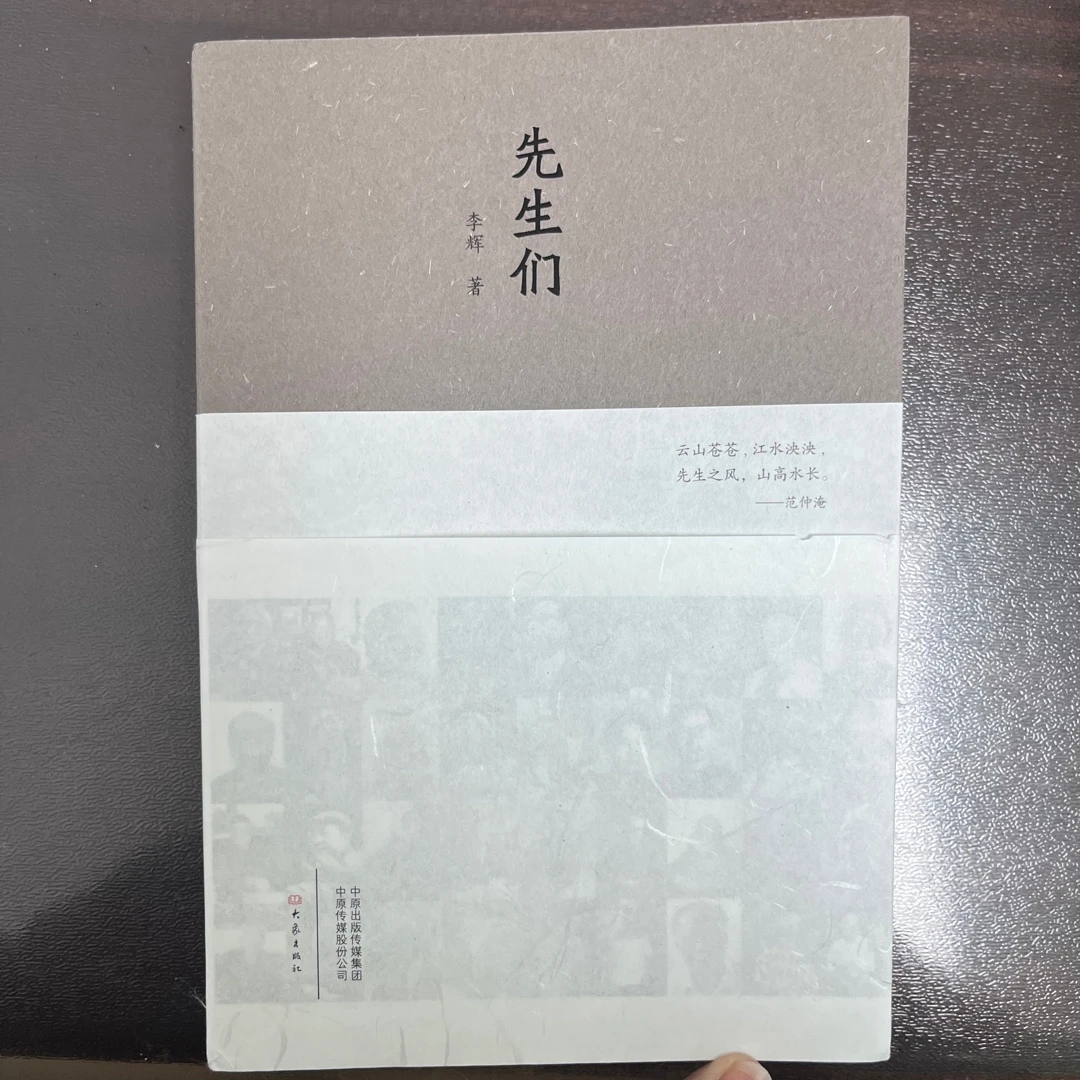 先生们
李辉 著
云山苍苍,江水泱泱,
先生之风,山高水长。
——范仲淹
中原出版传媒集团
中原传媒股份公司
大象出版社